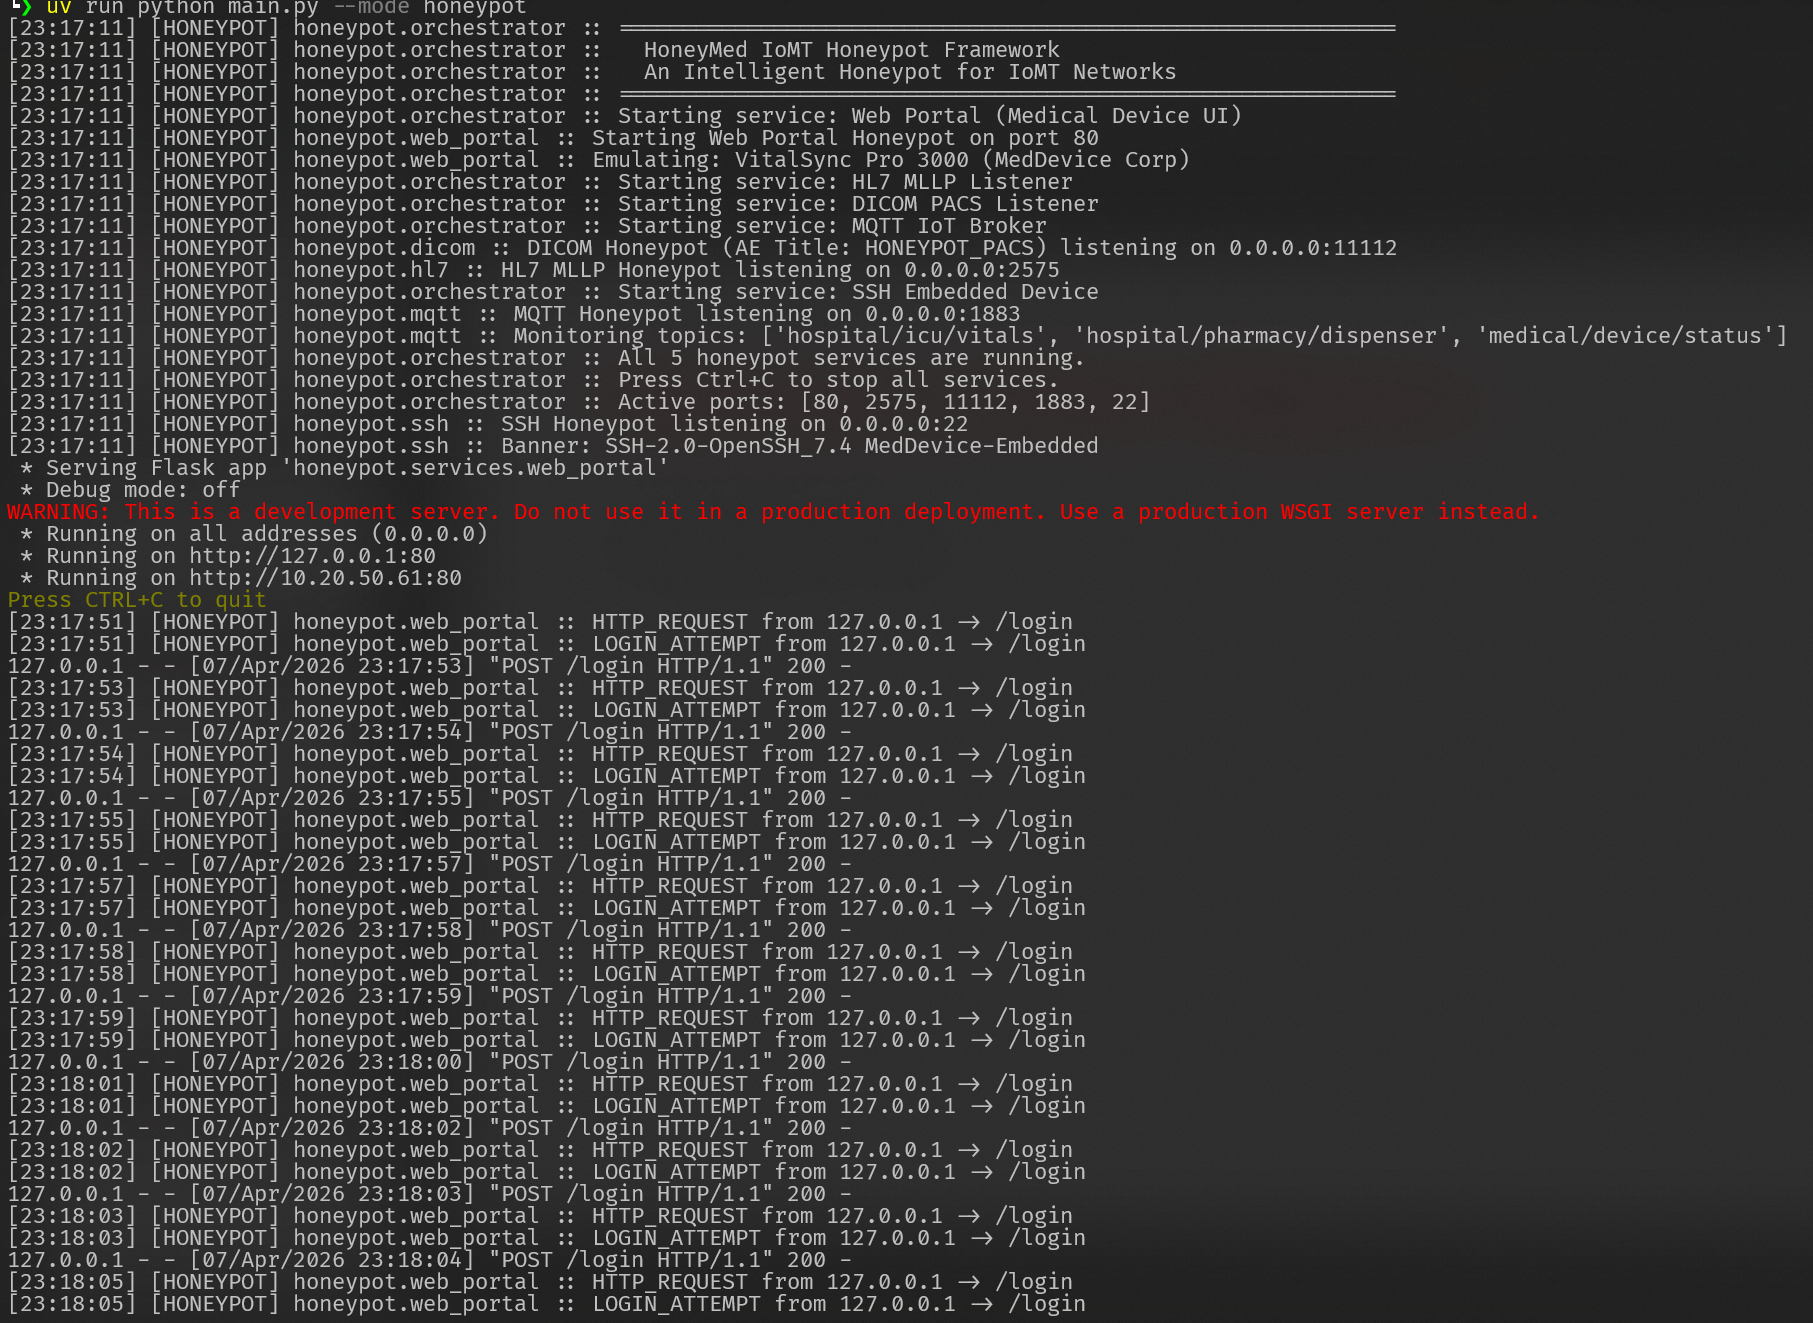 ❯ uv run python main.py --mode honeypot
[23:17:11] [HONEYPOT] honeypot.orchestrator :: ════════════════════════════════════════════════════════════
[23:17:11] [HONEYPOT] honeypot.orchestrator ::   HoneyMed IoMT Honeypot Framework
[23:17:11] [HONEYPOT] honeypot.orchestrator ::   An Intelligent Honeypot for IoMT Networks
[23:17:11] [HONEYPOT] honeypot.orchestrator :: ════════════════════════════════════════════════════════════
[23:17:11] [HONEYPOT] honeypot.orchestrator :: Starting service: Web Portal (Medical Device UI)
[23:17:11] [HONEYPOT] honeypot.web_portal :: Starting Web Portal Honeypot on port 80
[23:17:11] [HONEYPOT] honeypot.web_portal :: Emulating: VitalSync Pro 3000 (MedDevice Corp)
[23:17:11] [HONEYPOT] honeypot.orchestrator :: Starting service: HL7 MLLP Listener
[23:17:11] [HONEYPOT] honeypot.orchestrator :: Starting service: DICOM PACS Listener
[23:17:11] [HONEYPOT] honeypot.orchestrator :: Starting service: MQTT IoT Broker
[23:17:11] [HONEYPOT] honeypot.dicom :: DICOM Honeypot (AE Title: HONEYPOT_PACS) listening on 0.0.0.0:11112
[23:17:11] [HONEYPOT] honeypot.hl7 :: HL7 MLLP Honeypot listening on 0.0.0.0:2575
[23:17:11] [HONEYPOT] honeypot.orchestrator :: Starting service: SSH Embedded Device
[23:17:11] [HONEYPOT] honeypot.mqtt :: MQTT Honeypot listening on 0.0.0.0:1883
[23:17:11] [HONEYPOT] honeypot.mqtt :: Monitoring topics: ['hospital/icu/vitals', 'hospital/pharmacy/dispenser', 'medical/device/status']
[23:17:11] [HONEYPOT] honeypot.orchestrator :: All 5 honeypot services are running.
[23:17:11] [HONEYPOT] honeypot.orchestrator :: Press Ctrl+C to stop all services.
[23:17:11] [HONEYPOT] honeypot.orchestrator :: Active ports: [80, 2575, 11112, 1883, 22]
[23:17:11] [HONEYPOT] honeypot.ssh :: SSH Honeypot listening on 0.0.0.0:22
[23:17:11] [HONEYPOT] honeypot.ssh :: Banner: SSH-2.0-OpenSSH_7.4 MedDevice-Embedded
 * Serving Flask app 'honeypot.services.web_portal'
 * Debug mode: off
WARNING: This is a development server. Do not use it in a production deployment. Use a production WSGI server instead.
 * Running on all addresses (0.0.0.0)
 * Running on http://127.0.0.1:80
 * Running on http://10.20.50.61:80
Press CTRL+C to quit
[23:17:51] [HONEYPOT] honeypot.web_portal :: HTTP_REQUEST from 127.0.0.1 → /login
[23:17:51] [HONEYPOT] honeypot.web_portal :: LOGIN_ATTEMPT from 127.0.0.1 → /login
127.0.0.1 - - [07/Apr/2026 23:17:53] "POST /login HTTP/1.1" 200 -
[23:17:53] [HONEYPOT] honeypot.web_portal :: HTTP_REQUEST from 127.0.0.1 → /login
[23:17:53] [HONEYPOT] honeypot.web_portal :: LOGIN_ATTEMPT from 127.0.0.1 → /login
127.0.0.1 - - [07/Apr/2026 23:17:54] "POST /login HTTP/1.1" 200 -
[23:17:54] [HONEYPOT] honeypot.web_portal :: HTTP_REQUEST from 127.0.0.1 → /login
[23:17:54] [HONEYPOT] honeypot.web_portal :: LOGIN_ATTEMPT from 127.0.0.1 → /login
127.0.0.1 - - [07/Apr/2026 23:17:55] "POST /login HTTP/1.1" 200 -
[23:17:55] [HONEYPOT] honeypot.web_portal :: HTTP_REQUEST from 127.0.0.1 → /login
[23:17:55] [HONEYPOT] honeypot.web_portal :: LOGIN_ATTEMPT from 127.0.0.1 → /login
127.0.0.1 - - [07/Apr/2026 23:17:57] "POST /login HTTP/1.1" 200 -
[23:17:57] [HONEYPOT] honeypot.web_portal :: HTTP_REQUEST from 127.0.0.1 → /login
[23:17:57] [HONEYPOT] honeypot.web_portal :: LOGIN_ATTEMPT from 127.0.0.1 → /login
127.0.0.1 - - [07/Apr/2026 23:17:58] "POST /login HTTP/1.1" 200 -
[23:17:58] [HONEYPOT] honeypot.web_portal :: HTTP_REQUEST from 127.0.0.1 → /login
[23:17:58] [HONEYPOT] honeypot.web_portal :: LOGIN_ATTEMPT from 127.0.0.1 → /login
127.0.0.1 - - [07/Apr/2026 23:17:59] "POST /login HTTP/1.1" 200 -
[23:17:59] [HONEYPOT] honeypot.web_portal :: HTTP_REQUEST from 127.0.0.1 → /login
[23:17:59] [HONEYPOT] honeypot.web_portal :: LOGIN_ATTEMPT from 127.0.0.1 → /login
127.0.0.1 - - [07/Apr/2026 23:18:00] "POST /login HTTP/1.1" 200 -
[23:18:01] [HONEYPOT] honeypot.web_portal :: HTTP_REQUEST from 127.0.0.1 → /login
[23:18:01] [HONEYPOT] honeypot.web_portal :: LOGIN_ATTEMPT from 127.0.0.1 → /login
127.0.0.1 - - [07/Apr/2026 23:18:02] "POST /login HTTP/1.1" 200 -
[23:18:02] [HONEYPOT] honeypot.web_portal :: HTTP_REQUEST from 127.0.0.1 → /login
[23:18:02] [HONEYPOT] honeypot.web_portal :: LOGIN_ATTEMPT from 127.0.0.1 → /login
127.0.0.1 - - [07/Apr/2026 23:18:03] "POST /login HTTP/1.1" 200 -
[23:18:03] [HONEYPOT] honeypot.web_portal :: HTTP_REQUEST from 127.0.0.1 → /login
[23:18:03] [HONEYPOT] honeypot.web_portal :: LOGIN_ATTEMPT from 127.0.0.1 → /login
127.0.0.1 - - [07/Apr/2026 23:18:04] "POST /login HTTP/1.1" 200 -
[23:18:05] [HONEYPOT] honeypot.web_portal :: HTTP_REQUEST from 127.0.0.1 → /login
[23:18:05] [HONEYPOT] honeypot.web_portal :: LOGIN_ATTEMPT from 127.0.0.1 → /login